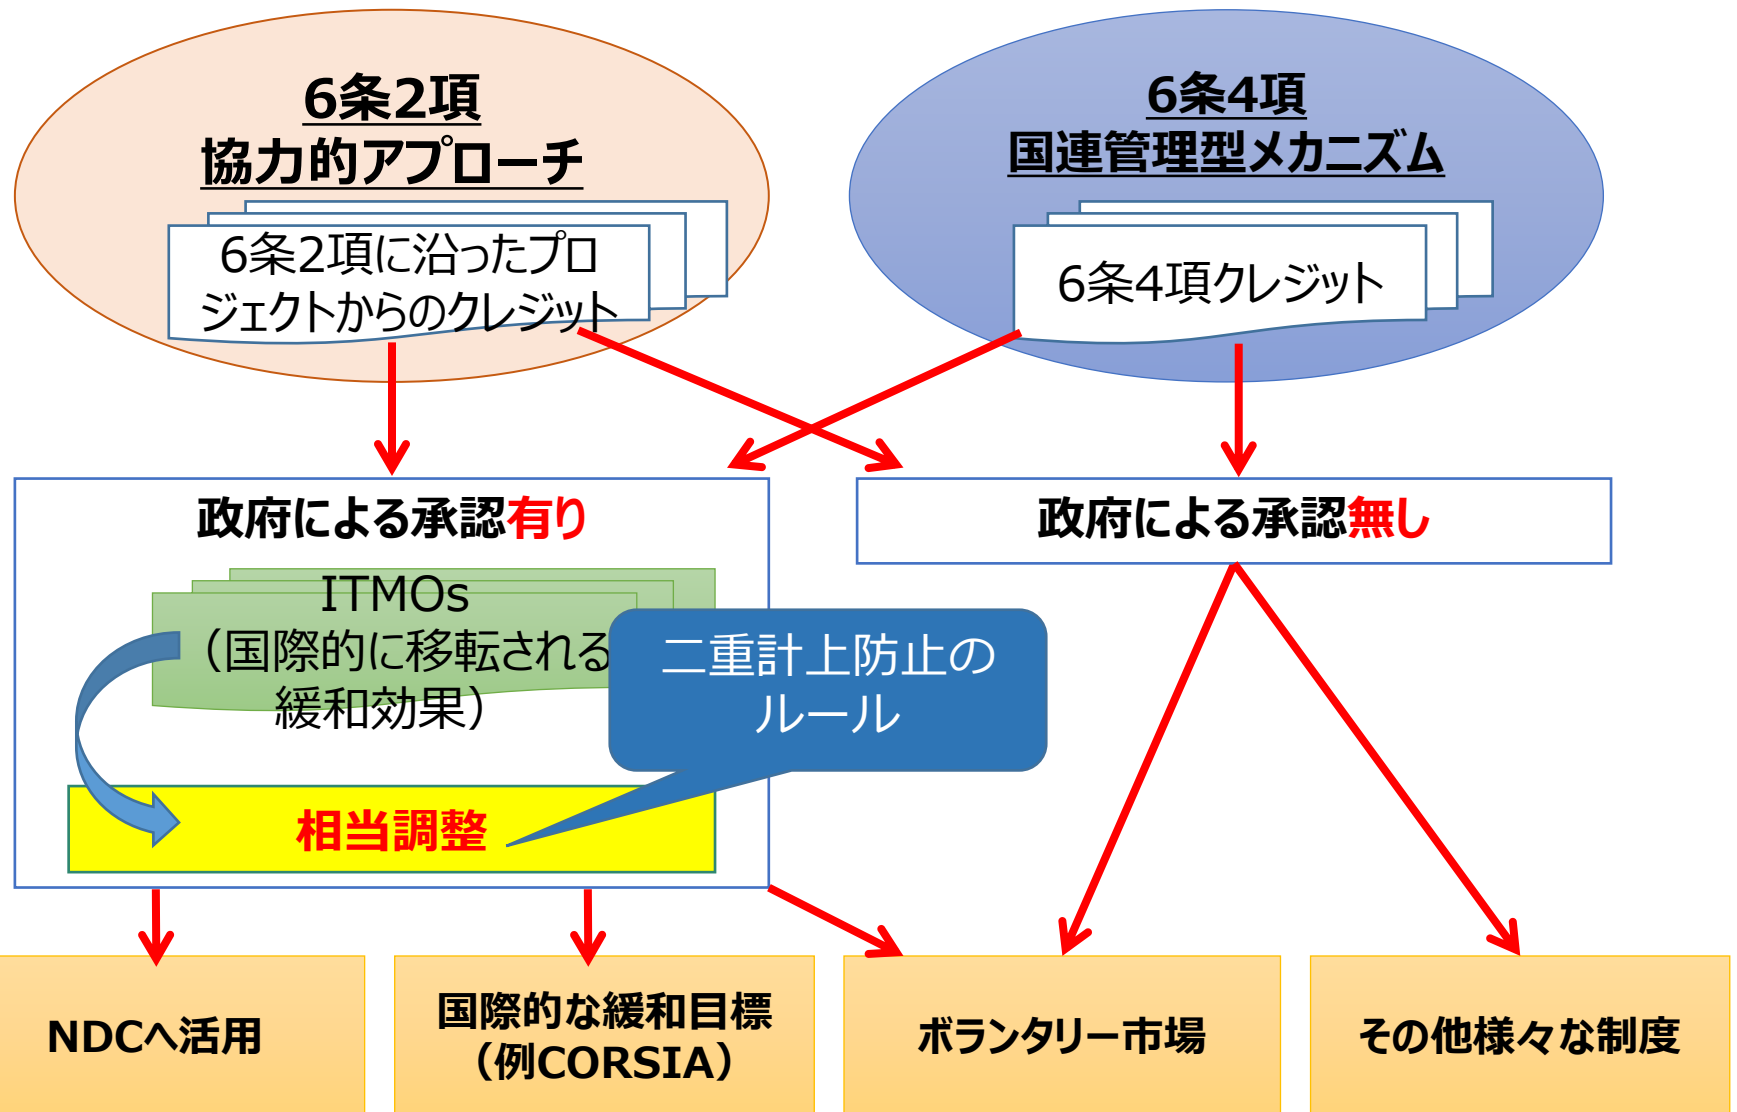 6条2項
協力的アプローチ
6条2項に沿ったプロ
ジェクトからのクレジット
6条4項
国連管理型メカニズム
6条4項クレジット
政府による承認有り
ITMOs
（国際的に移転される
緩和効果）
二重計上防止の
ルール
相当調整
政府による承認無し
NDCへ活用
国際的な緩和目標
（例CORSIA）
ボランタリー市場
その他様々な制度